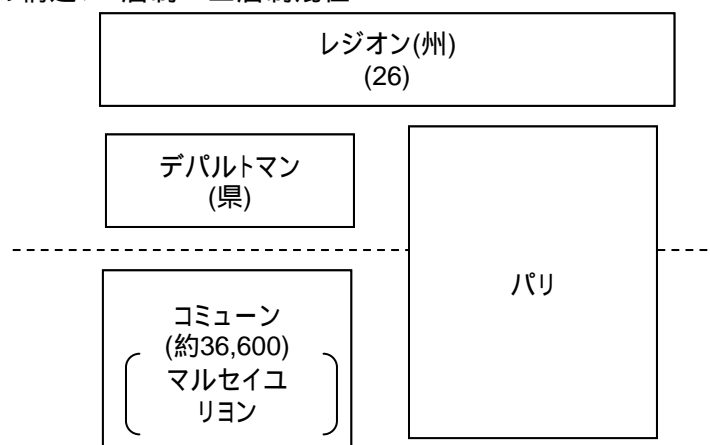 レジオン(州)
(26)
デパルトマン
(県)
パリ
コミューン
(約36,600)
マルセイユ
リヨン